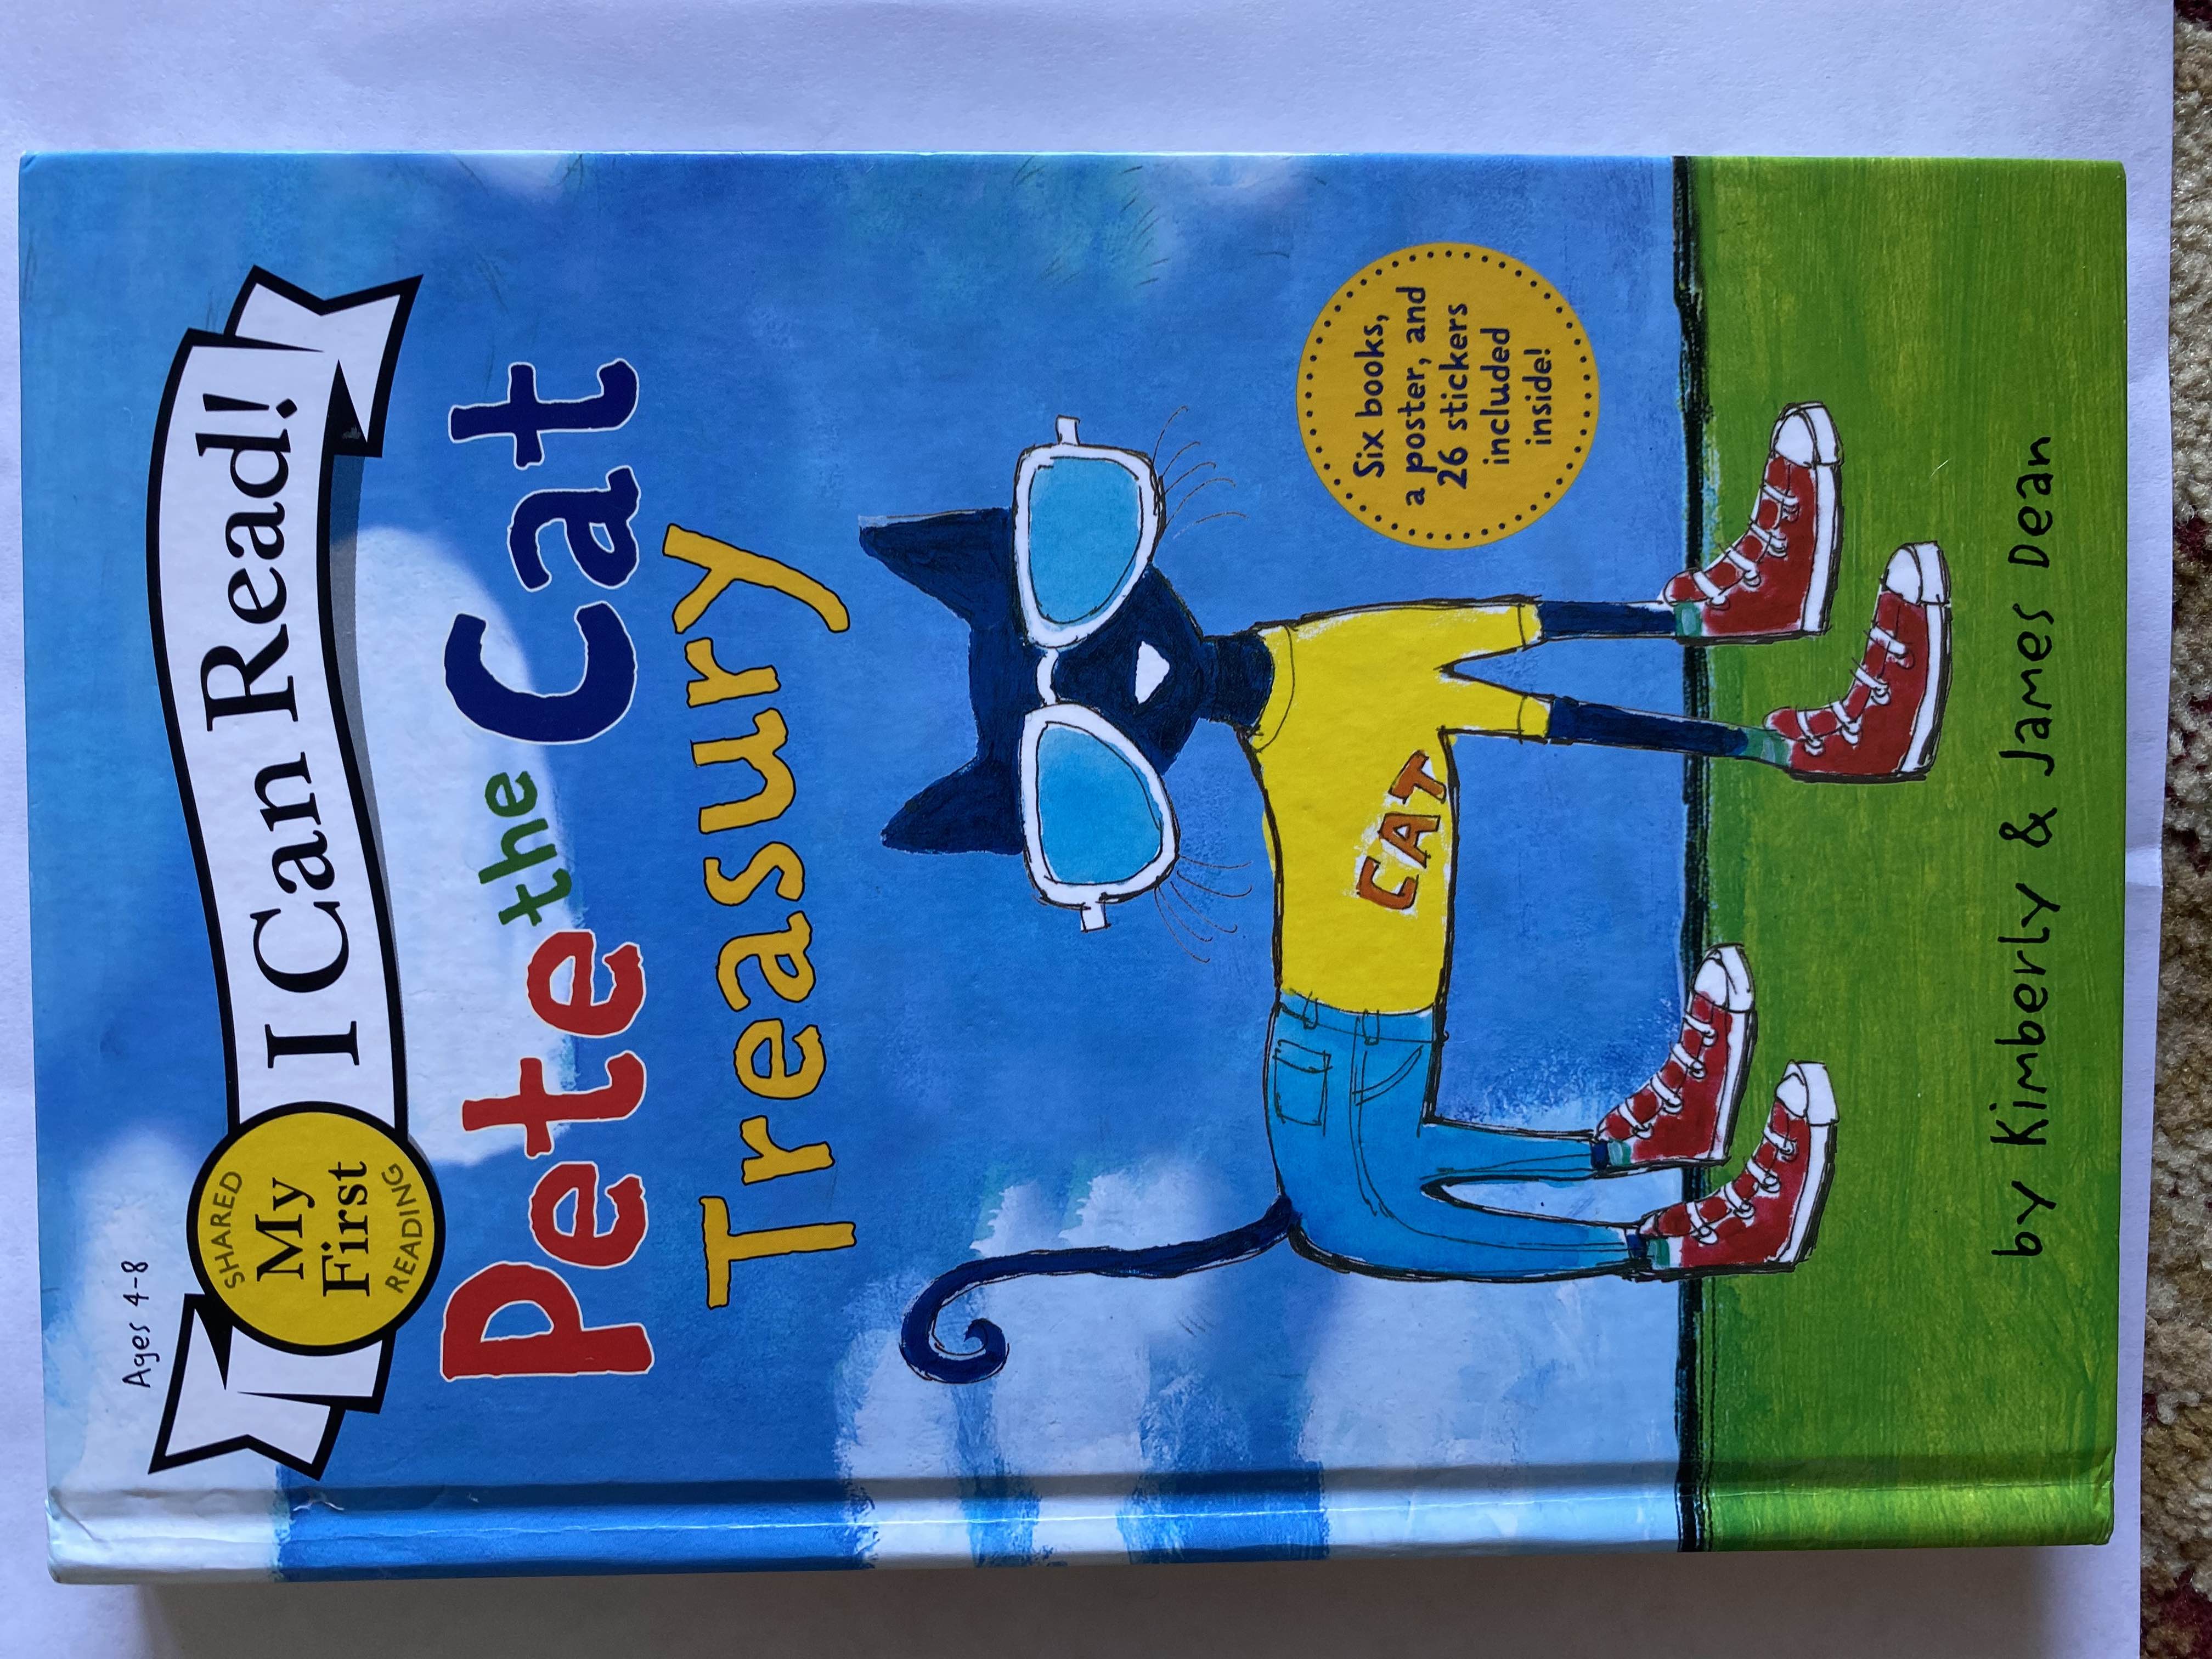 Ages 4-8
SHARED
My
First
READING
I Can Read!
Pete the Cat
Treasury
CAT
Six books,
a poster, and
26 stickers
included
inside!
by Kimberly & James Dean